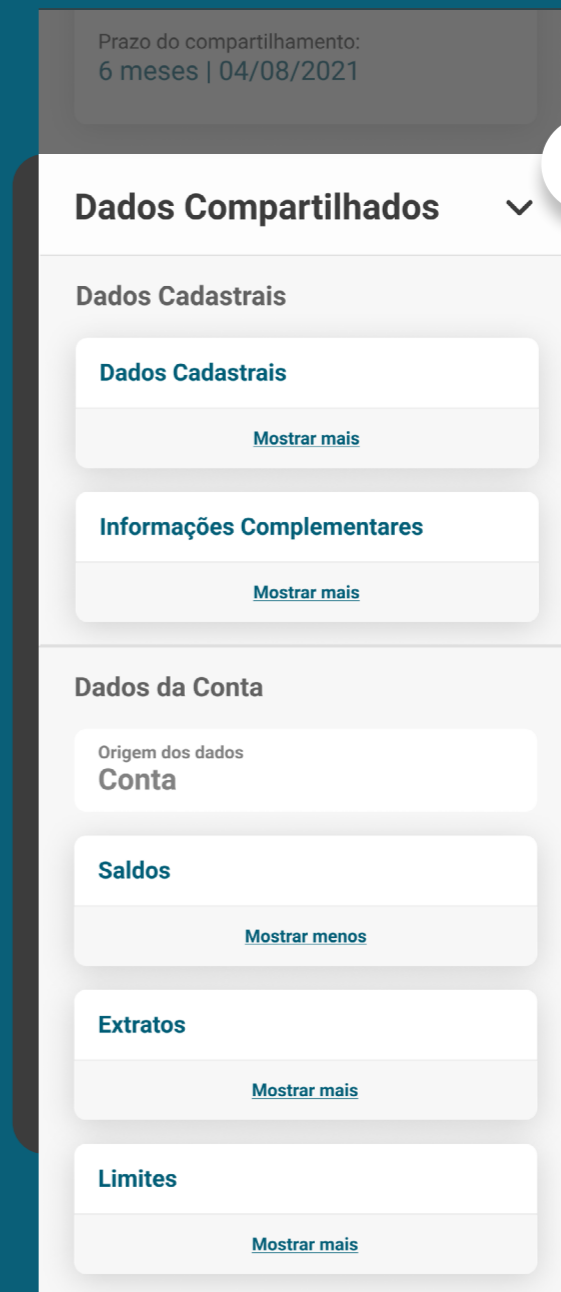 Prazo do compartilhamento:
6 meses | 04/08/2021
Dados Compartilhados
Dados Cadastrais
Dados Cadastrais
Mostrar mais
Informações Complementares
Mostrar mais
Dados da Conta
Origem dos dados
Conta
Saldos
Mostrar menos
Extratos
Mostrar mais
Limites
Mostrar mais